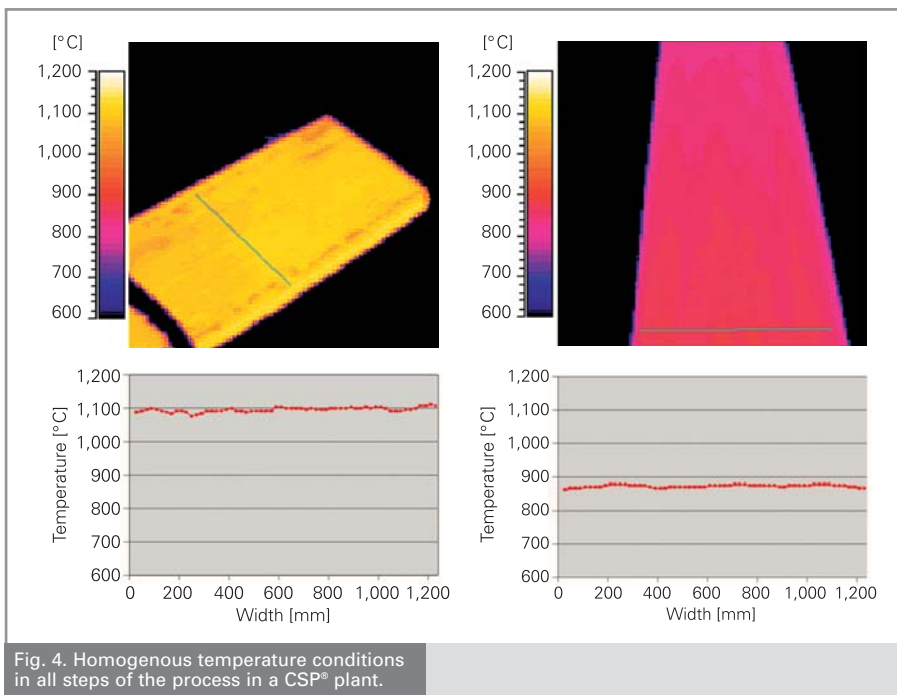 [°C]
1,200
1,100
1,000
900
800
700
600
[°C]
1,200
1,100
1,000
900
800
700
600
1,200
1,100
1,000
900
800
700
600
Temperature [°C]
0 200 400 600 800 1,000 1,200
Width [mm]
1,200
1,100
1,000
900
800
700
600
Temperature [°C]
0 200 400 600 800 1,000 1,200
Width [mm]
Fig. 4. Homogenous temperature conditions
in all steps of the process in a CSP® plant.